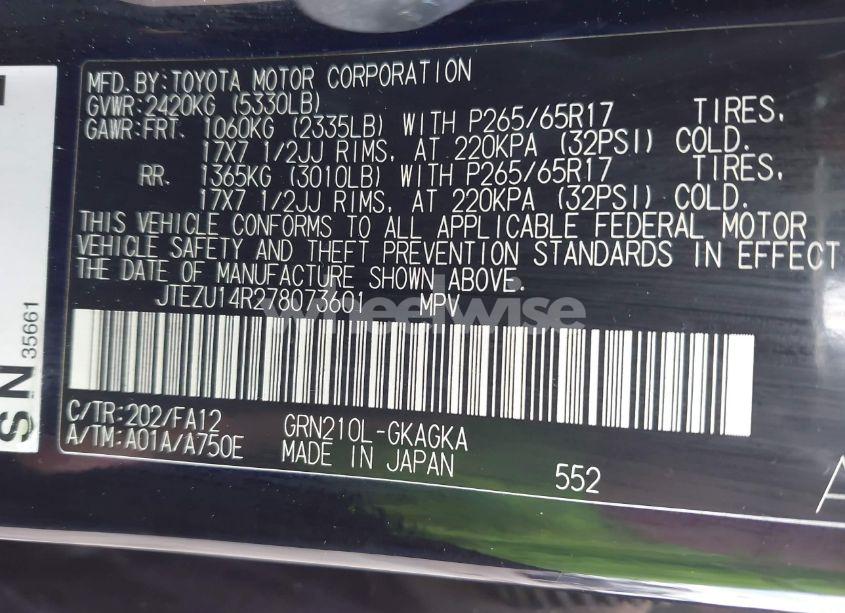 MFD.BY:TOYOTA MOTOR CORPORATION
GVWR:2420KG (5330LB)
GAWR:FRT. 1060KG (2335LB) WITH P265/65R17 TIRES,
17X7 1/2JJ RIMS, AT 220KPA (32PSI) COLD.
RR. 1365KG (3010LB) WITH P265/65R17 TIRES,
17X7 1/2JJ RIMS, AT 220KPA (32PSI) COLD.
THIS VEHICLE CONFORMS TO ALL APPLICABLE FEDERAL MOTOR
VEHICLE SAFETY AND THEFT PREVENTION STANDARDS IN EFFECT
THE DATE OF MANUFACTURE SHOWN ABOVE.
JTEZU14R278073601 MPV
wheelwise
C/TR:202/FA12 GRN210L-GKAGKA
A/TM:A01A/A750E MADE IN JAPAN 552
A
SN
35661